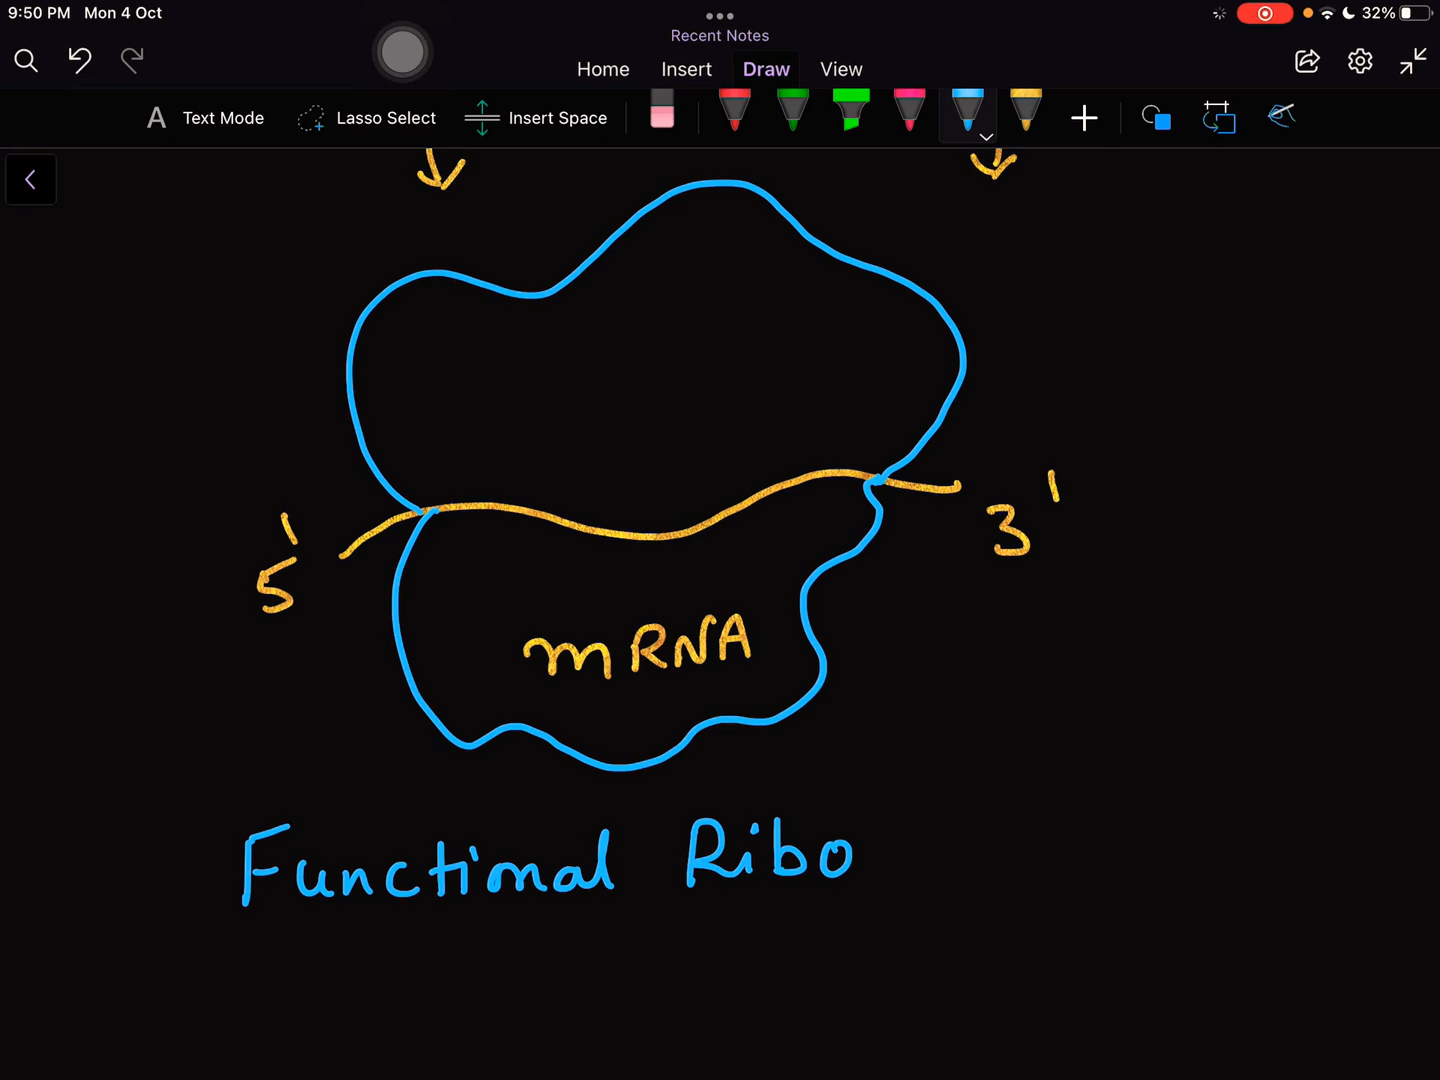 9:50 PM Mon 4 Oct
32%
Recent Notes
Home Insert Draw View
A Text Mode Lasso Select Insert Space
5' 3'
mRNA
Functional Ribo